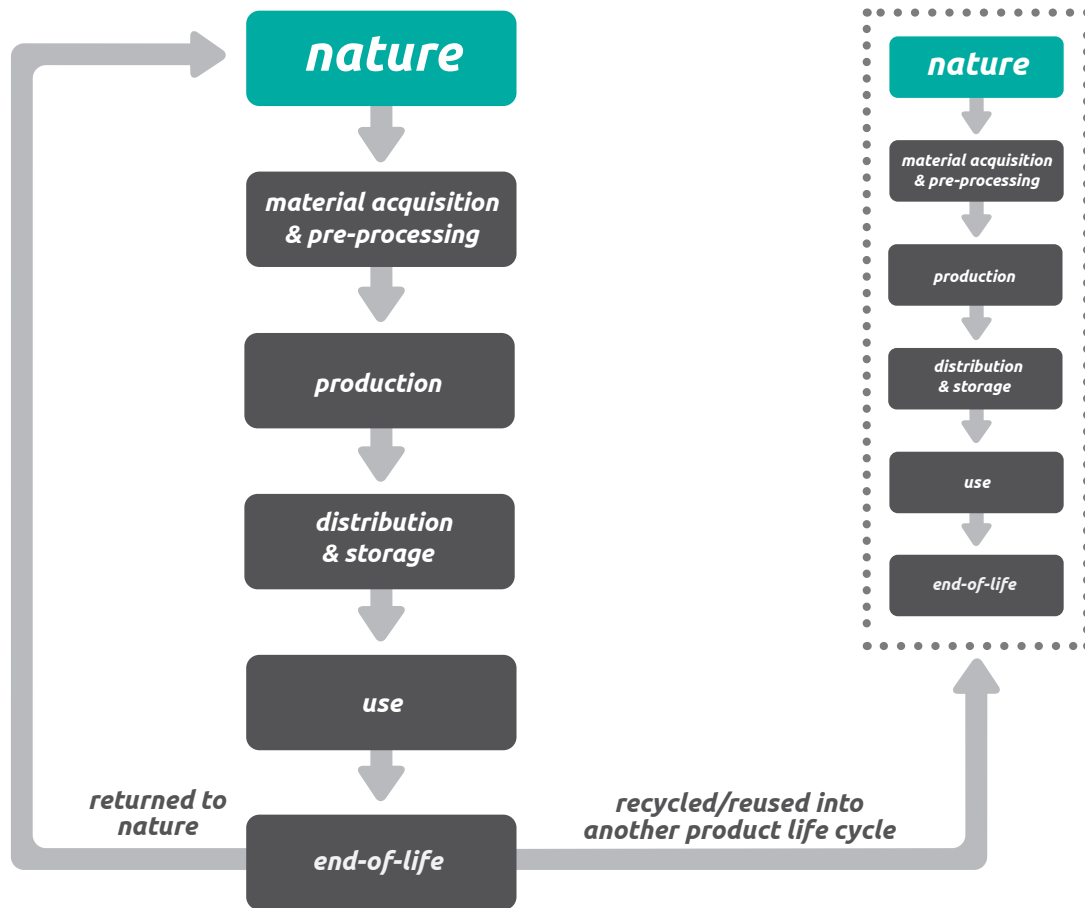 nature
material acquisition
& pre-processing
production
distribution
& storage
use
end-of-life
returned to
nature
recycled/reused into
another product life cycle
nature
material acquisition
& pre-processing
production
distribution
& storage
use
end-of-life